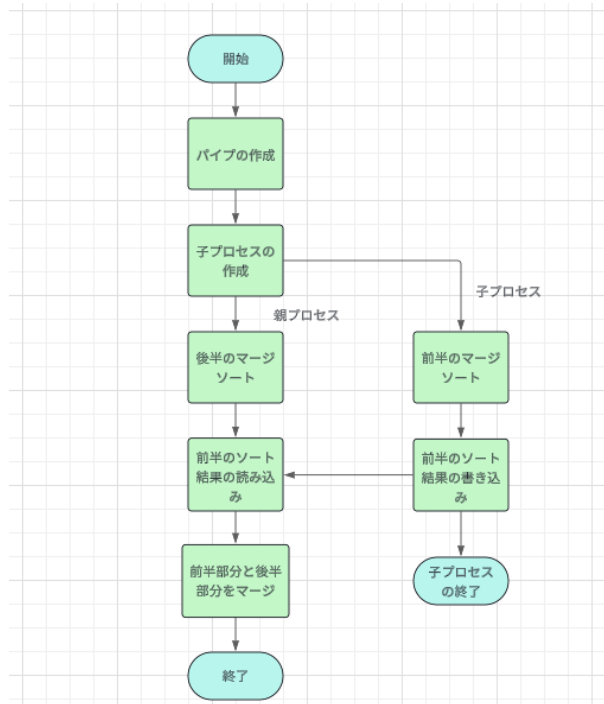 開始
パイプの作成
子プロセスの
作成
子プロセス
親プロセス
後半のマージ
ソート
前半のマージ
ソート
前半のソート
結果の読み込
み
前半のソート
結果の書き込
み
前半部分と後半
部分をマージ
子プロセス
の終了
終了